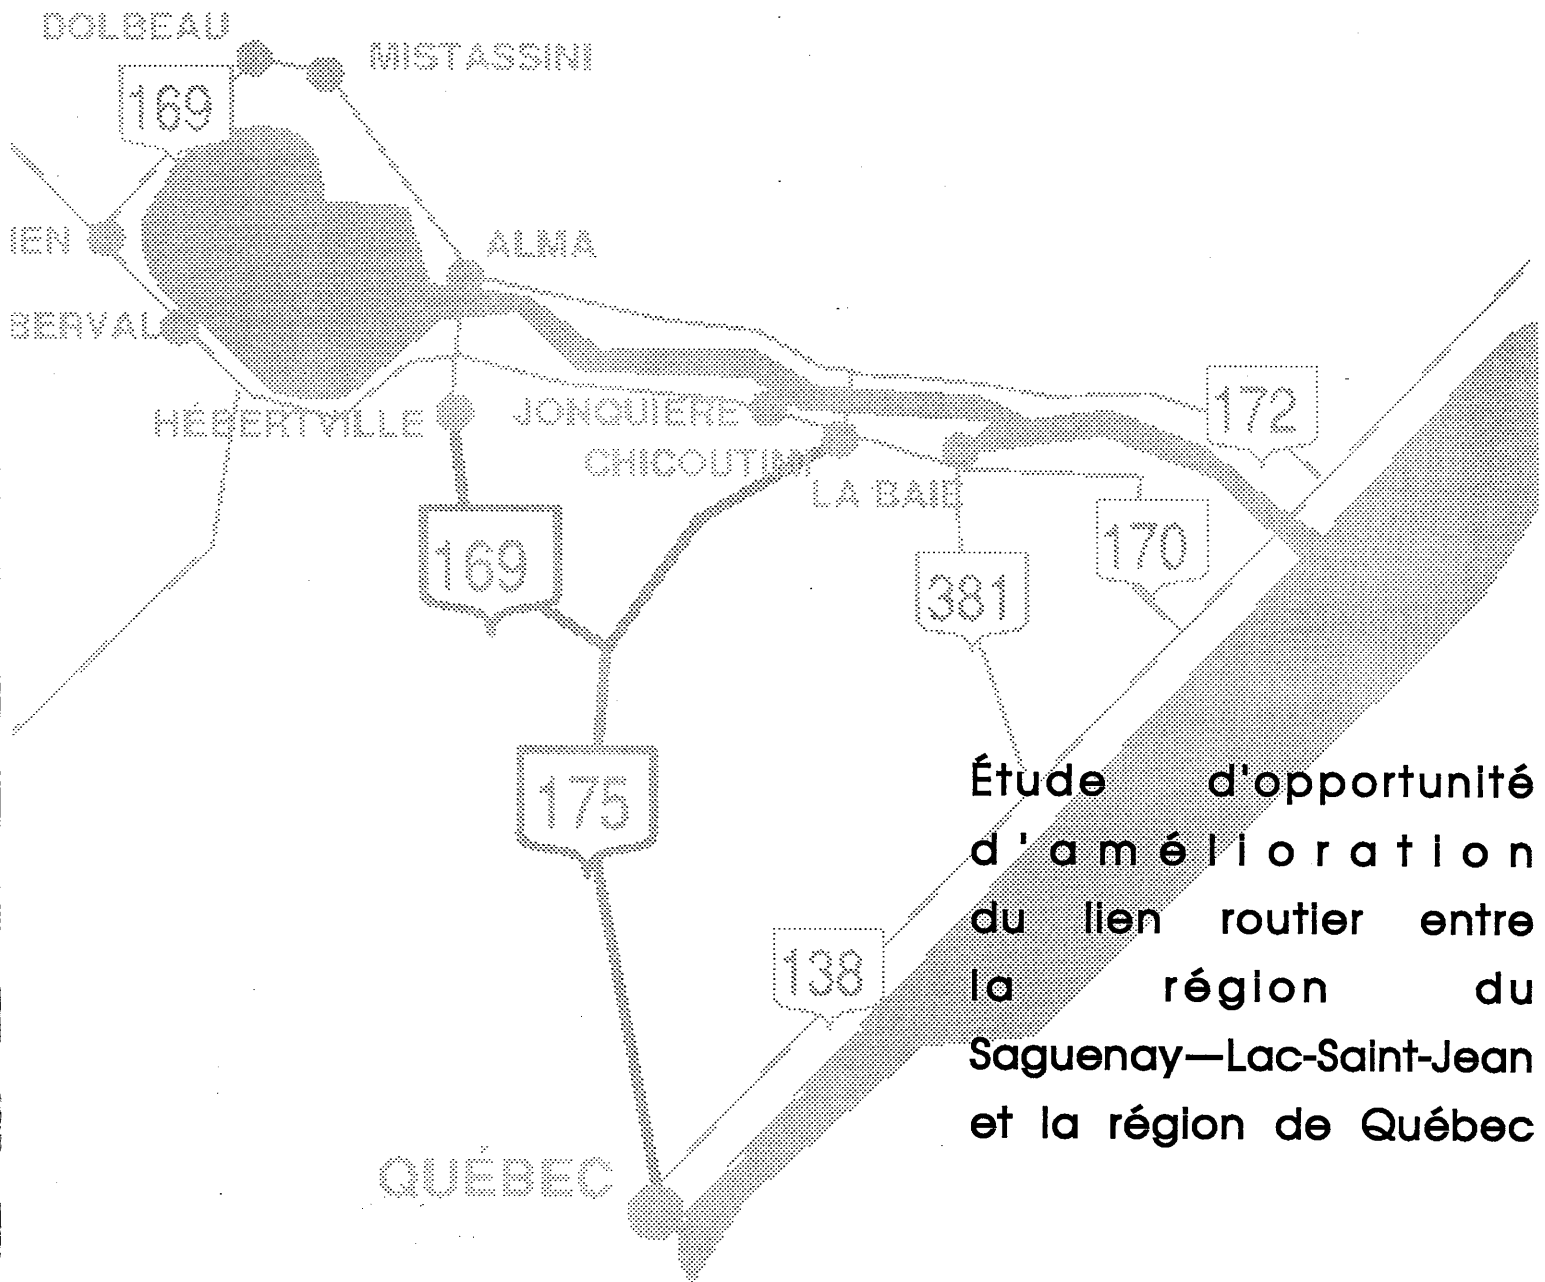 DOLBEAU
MISTASSINI
169
IEN
ALMA
BERVAL
HÉBERTVILLE
JONQUIÈRE
CHICOUTIMI
LA BAIE
172
170
169
381
175
138
QUÉBEC
Étude d'opportunité
d'amélioration
du lien routier entre
la région du
Saguenay—Lac-Saint-Jean
et la région de Québec